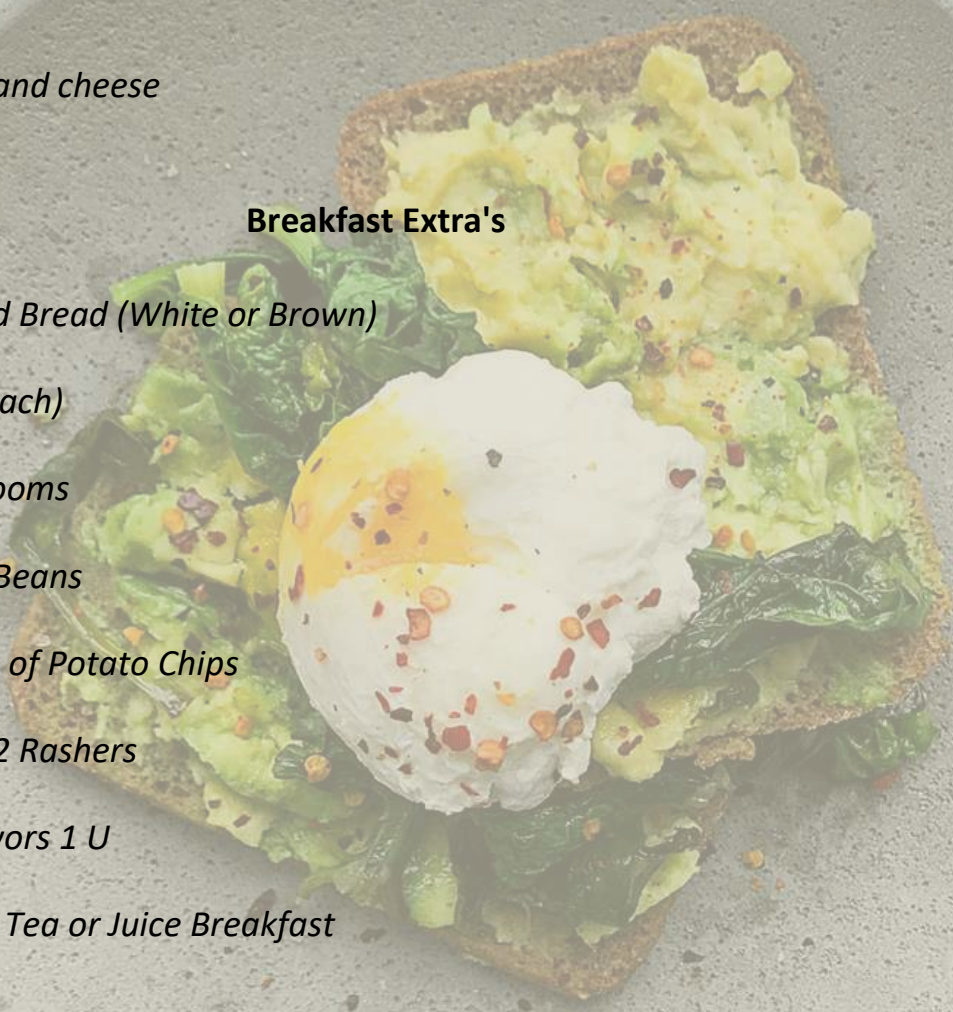 and cheese
Breakfast Extra's
d Bread (White or Brown)
ach)
ooms
Beans
of Potato Chips
2 Rashers
vors 1 U
Tea or Juice Breakfast